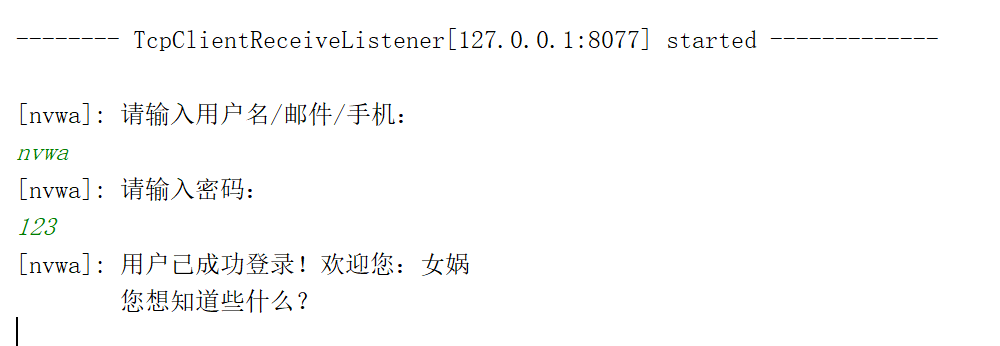 -------- TcpClientReceiveListener[127.0.0.1:8077] started -------------
[nvwa]: 请输入用户名/邮件/手机:
nvwa
[nvwa]: 请输入密码:
123
[nvwa]: 用户已成功登录! 欢迎您: 女娲
您想知道些什么?